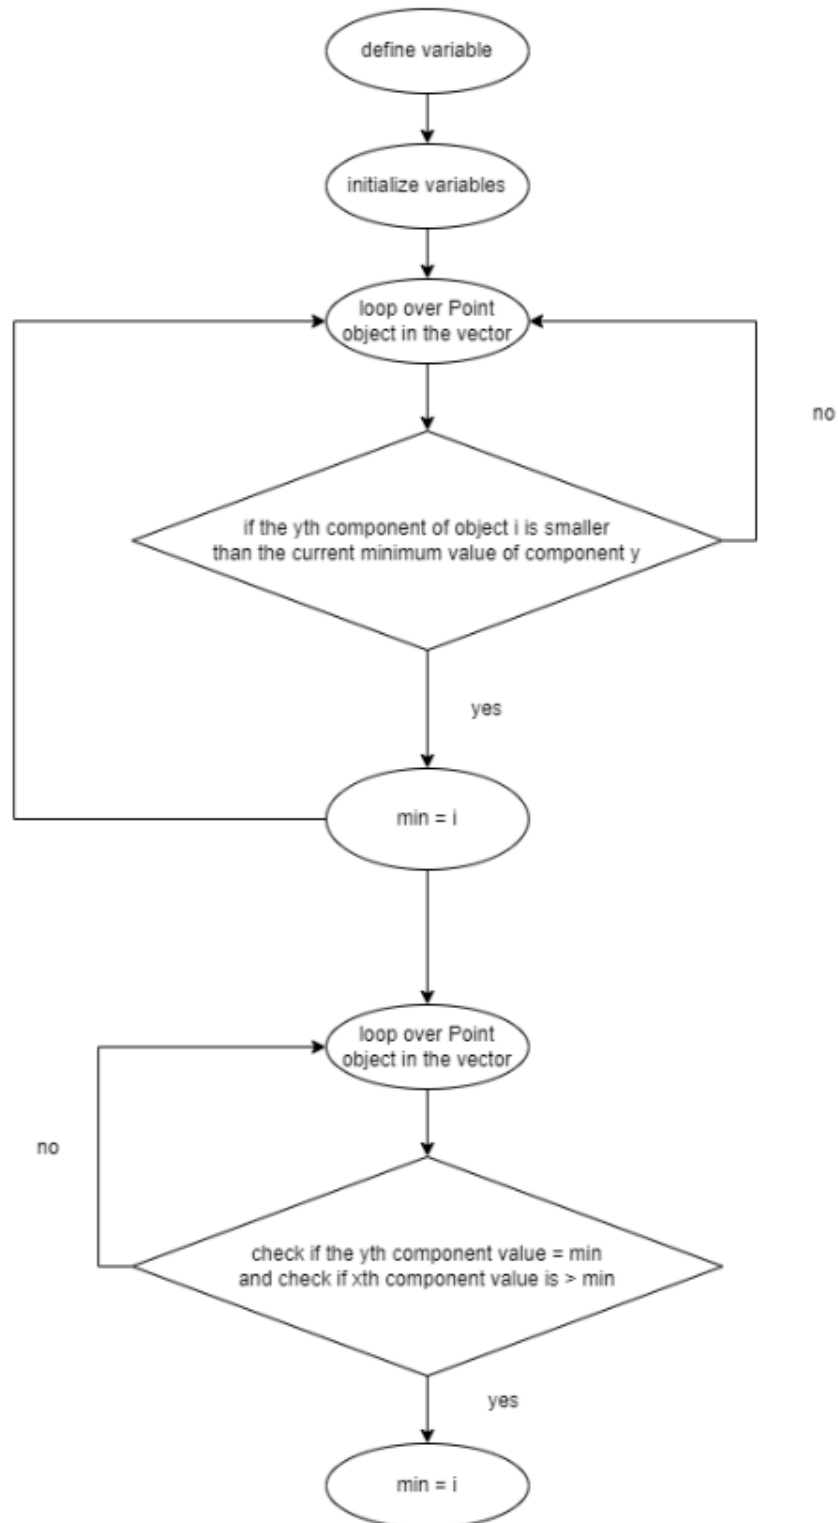 define variable
initialize variables
loop over Point
object in the vector
no
if the yth component of object i is smaller
than the current minimum value of component y
yes
min = i
loop over Point
object in the vector
no
check if the yth component value = min
and check if xth component value is > min
yes
min = i